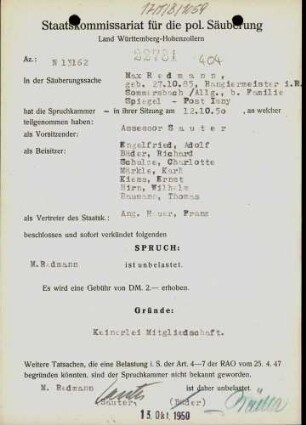 Staatskommissariat für die pol. Säuberung
Land Württemberg-Hohenzollern
Az.: N 13162
22731
404
In der Säuberungssache
Max Redmann,
geb. 27.10.85, Rangiermeister i.R.
Sommersbach/Allg., b. Familie
Spiegel - Post Isny
hat die Spruchkammer — in ihrer Sitzung am 12.10.50, an welcher
teilgenommen haben:
als Vorsitzender: Assessor Sauter
als Beisitzer: Engelfried, Adolf
Bäder, Richard
Schulze, Charlotte
Märkle, Karl
Kiess, Ernst
Hirn, Wilhelm
Baumann, Thomas
als Vertreter des Staatsk.: Ang. Mauer, Franz
beschlossen und sofort verkündet folgenden
SPRUCH:
M. Redmann ist unbelastet.
Es wird eine Gebühr von DM. 2.— erhoben.
Gründe:
Keinerlei Mitgliedschaft.
Weitere Tatsachen, die eine Belastung i. S. der Art. 4—7 der RAO vom 25. 4. 47
begründen könnten, sind der Spruchkammer nicht bekannt geworden.
M. Redmann ist daher unbelastet.
(Sauter) (Bäder)
13. Okt. 1950